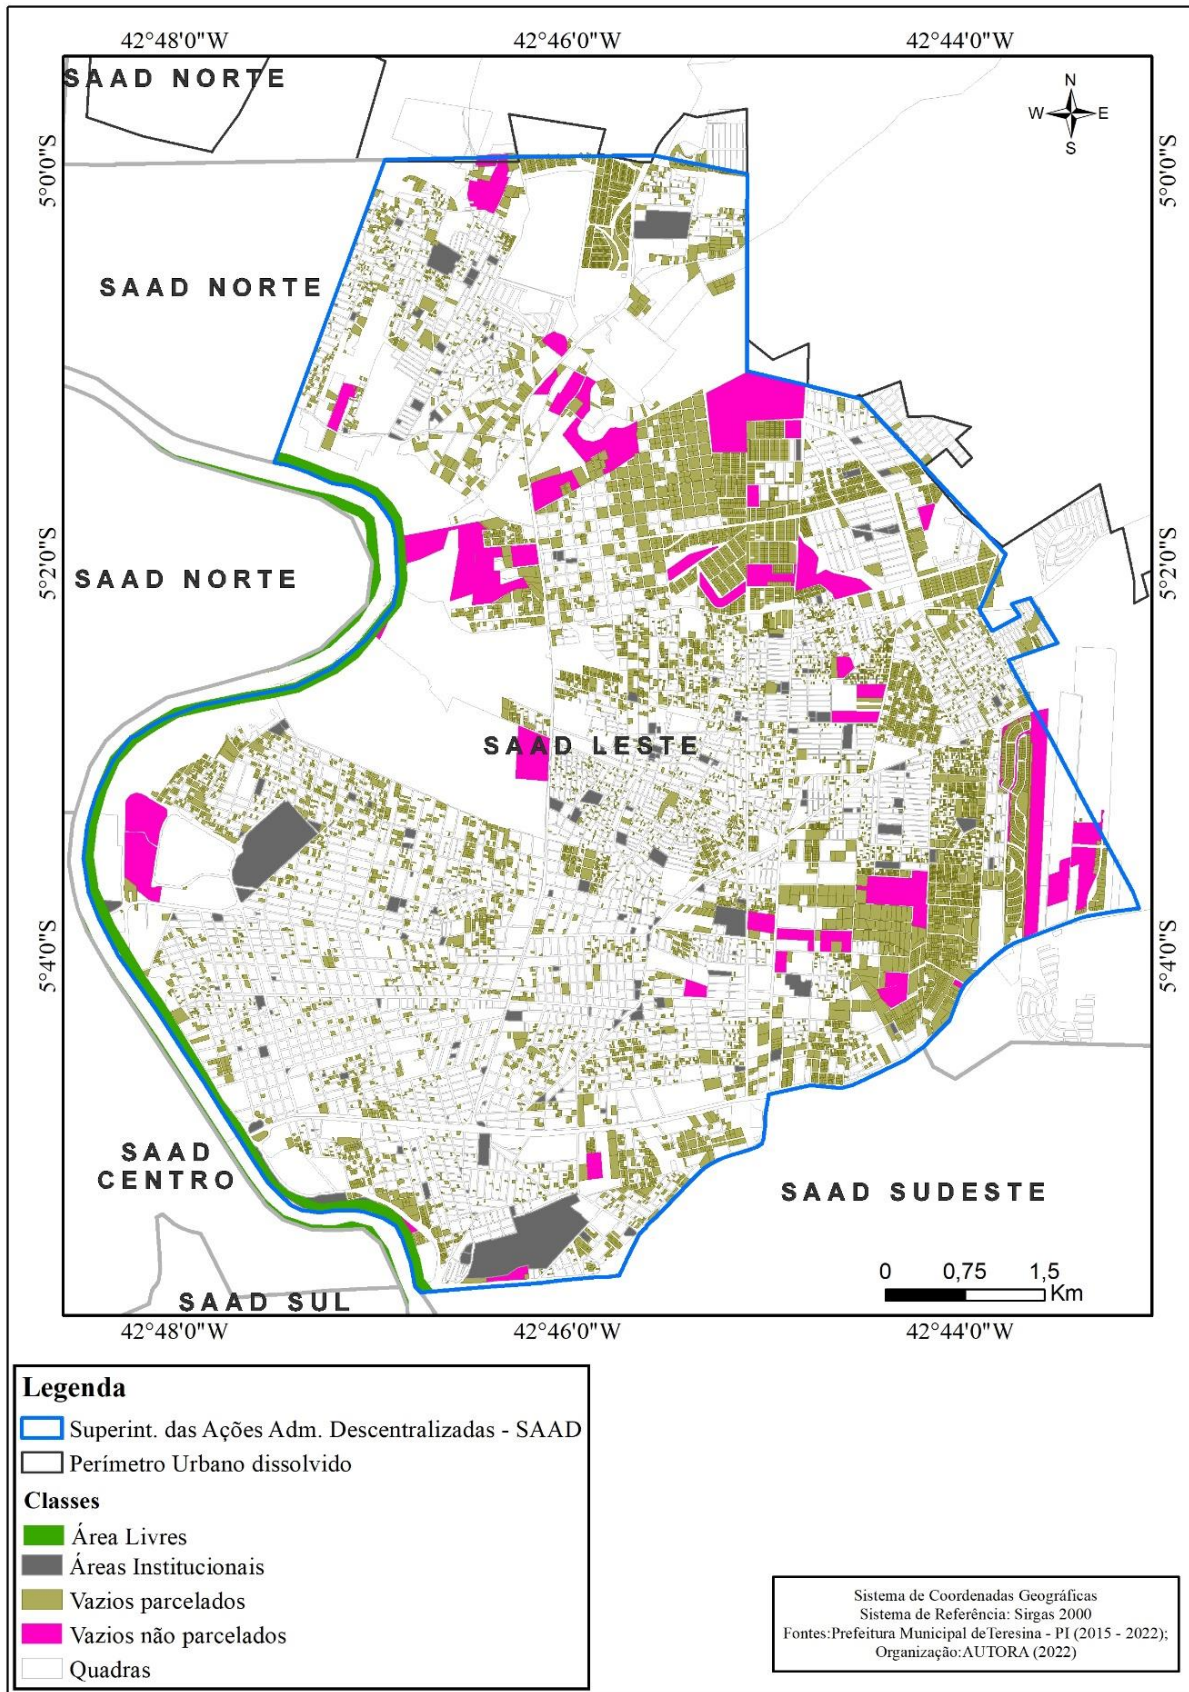 42°48'0"W
42°46'0"W
42°44'0"W
SAAD NORTE
N
W
E
S
5°0'0"S
5°0'0"S
SAAD NORTE
5°2'0"S
5°2'0"S
SAAD NORTE
SAAD LESTE
5°4'0"S
5°4'0"S
SAAD
CENTRO
SAAD SUDESTE
0 0,75 1,5
Km
SAAD SUL
42°48'0"W
42°46'0"W
42°44'0"W
Legenda
Superint. das Ações Adm. Descentralizadas - SAAD
Perímetro Urbano dissolvido
Classes
Área Livres
Áreas Institucionais
Vazios parcelados
Vazios não parcelados
Quadras
Sistema de Coordenadas Geográficas
Sistema de Referência: Sirgas 2000
Fontes:Prefeitura Municipal deTeresina - PI (2015 - 2022);
Organização:AUTORA (2022)